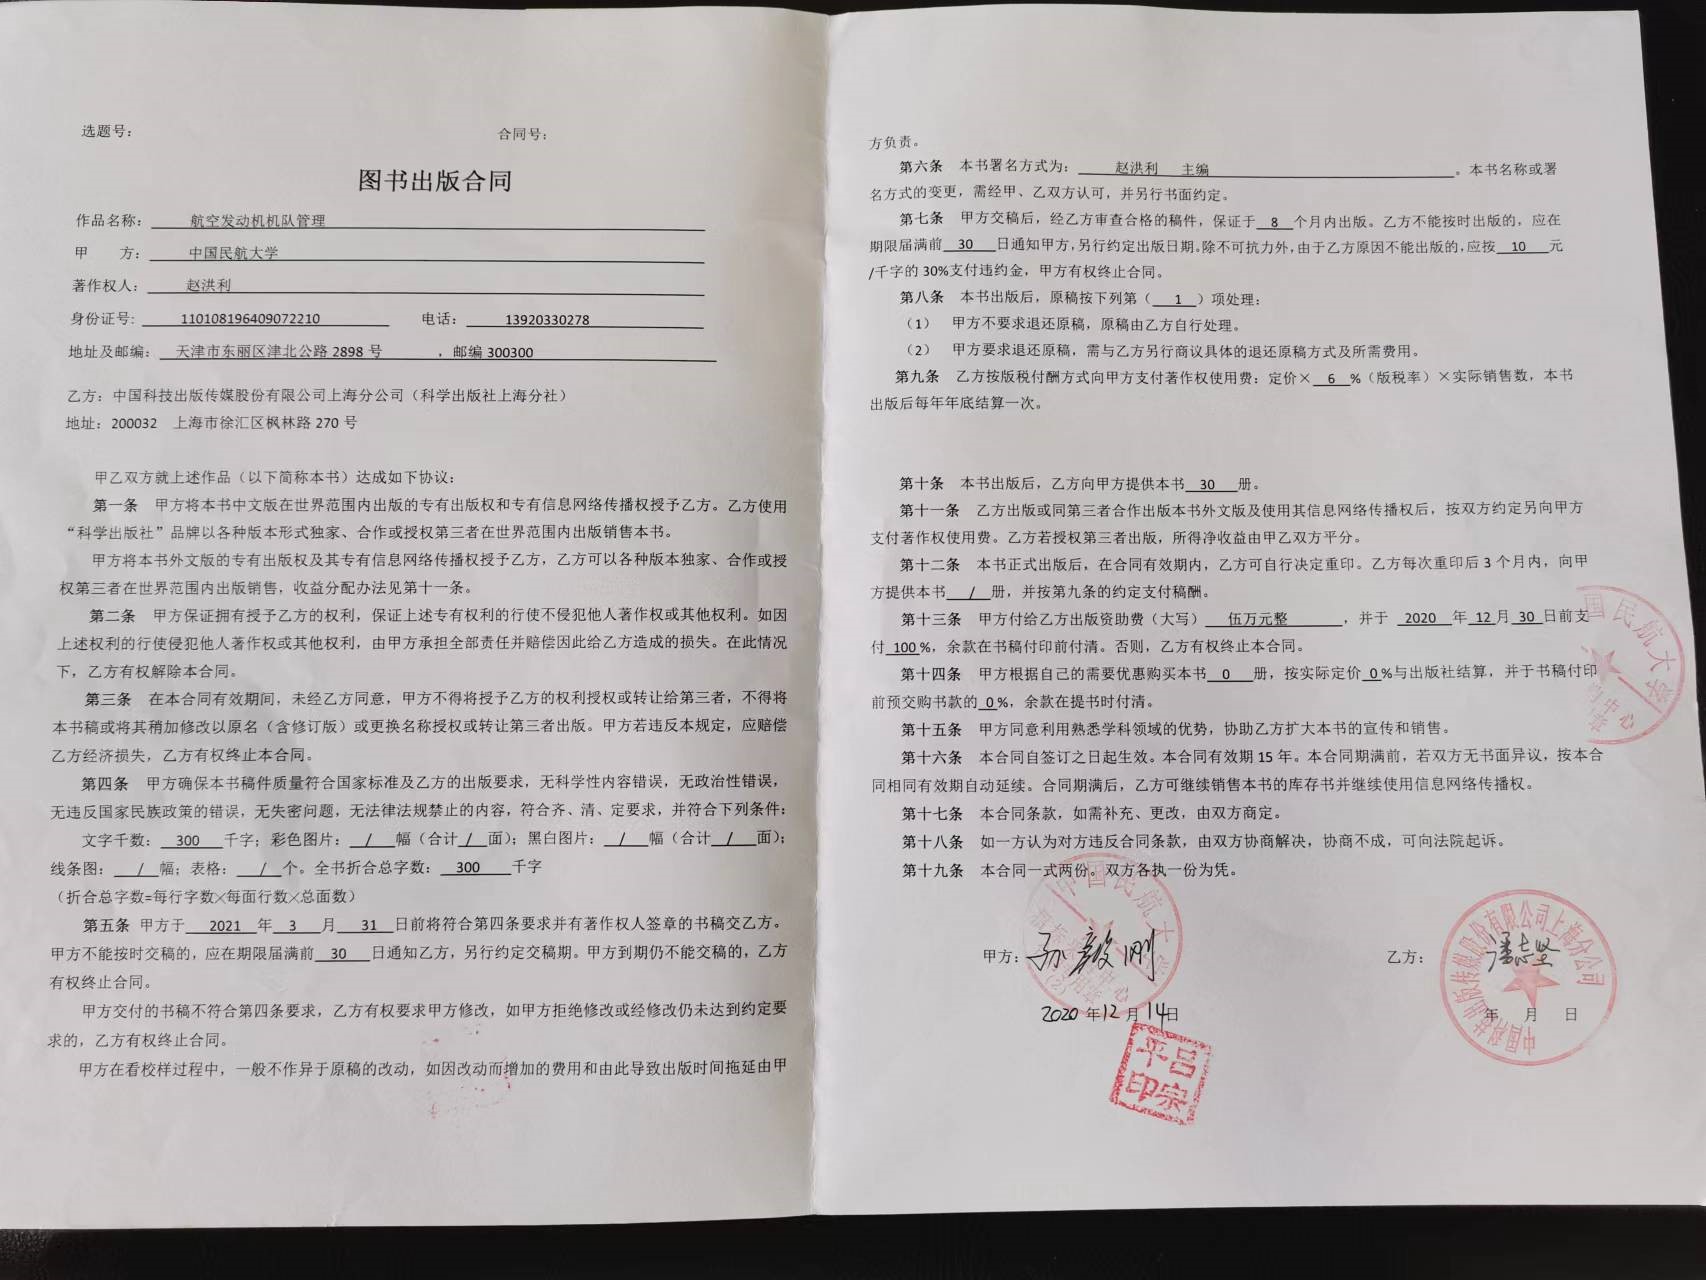 选题号：
合同号：
图书出版合同
作品名称： 航空发动机机队管理
甲 方： 中国民航大学
著作权人： 赵洪利
身份证号： 110108196409072210 电话： 13920330278
地址及邮编： 天津市东丽区津北公路 2898 号 ，邮编 300300
乙方：中国科技出版传媒股份有限公司上海分公司（科学出版社上海分社）
地址：200032 上海市徐汇区枫林路 270 号
甲乙双方就上述作品（以下简称本书）达成如下协议：
第一条 甲方将本书中文版在世界范围内出版的专有出版权和专有信息网络传播权授予乙方。乙方使用
“科学出版社”品牌以各种版本形式独家、合作或授权第三者在世界范围内出版销售本书。
甲方将本书外文版的专有出版权及其专有信息网络传播权授予乙方，乙方可以各种版本独家、合作或授
权第三者在世界范围内出版销售，收益分配办法见第十一条。
第二条 甲方保证拥有授予乙方的权利，保证上述专有权利的行使不侵犯他人著作权或其他权利。如因
上述权利的行使侵犯他人著作权或其他权利，由甲方承担全部责任并赔偿因此给乙方造成的损失。在此情况
下，乙方有权解除本合同。
第三条 在本合同有效期间，未经乙方同意，甲方不得将授予乙方的权利授权或转让给第三者，不得将
本书稿或将其稍加修改以原名（含修订版）或更换名称授权或转让第三者出版。甲方若违反本规定，应赔偿
乙方经济损失，乙方有权终止本合同。
第四条 甲方确保本书稿件质量符合国家标准及乙方的出版要求，无科学性内容错误，无政治性错误，
无违反国家民族政策的错误，无失密问题，无法律法规禁止的内容，符合齐、清、定要求，并符合下列条件：
文字千数： 300 千字；彩色图片： / 幅（合计 / 面）；黑白图片： / 幅（合计 / 面）；
线条图： / 幅；表格： / 个。全书折合总字数： 300 千字
（折合总字数=每行字数×每面行数×总面数）
第五条 甲方于 2021 年 3 月 31 日前将符合第四条要求并有著作权人签章的书稿交乙方。
甲方不能按时交稿的，应在期限届满前 30 日通知乙方，另行约定交稿期。甲方到期仍不能交稿的，乙方
有权终止合同。
甲方交付的书稿不符合第四条要求，乙方有权要求甲方修改，如甲方拒绝修改或经修改仍未达到约定要
求的，乙方有权终止合同。
甲方在看校样过程中，一般不作异于原稿的改动，如因改动而增加的费用和由此导致出版时间拖延由甲
方负责。
第六条 本书署名方式为： 赵洪利 主编 。本书名称或署
名方式的变更，需经甲、乙双方认可，并另行书面约定。
第七条 甲方交稿后，经乙方审查合格的稿件，保证于 8 个月内出版。乙方不能按时出版的，应在
期限届满前 30 日通知甲方，另行约定出版日期。除不可抗力外，由于乙方原因不能出版的，应按 10 元
/千字的 30%支付违约金，甲方有权终止合同。
第八条 本书出版后，原稿按下列第（ 1 ）项处理：
（1） 甲方不要求退还原稿，原稿由乙方自行处理。
（2） 甲方要求退还原稿，需与乙方另行商议具体的退还原稿方式及所需费用。
第九条 乙方按版税付酬方式向甲方支付著作权使用费：定价× 6 %（版税率）×实际销售数，本书
出版后每年年底结算一次。
第十条 本书出版后，乙方向甲方提供本书 30 册。
第十一条 乙方出版或同第三者合作出版本书外文版及使用其信息网络传播权后，按双方约定另向甲方
支付著作权使用费。乙方若授权第三者出版，所得净收益由甲乙双方平分。
第十二条 本书正式出版后，在合同有效期内，乙方可自行决定重印。乙方每次重印后 3 个月内，向甲
方提供本书 / 册，并按第九条的约定支付稿酬。
第十三条 甲方付给乙方出版资助费（大写） 伍万元整 ，并于 2020 年 12 月 30 日前支
付 100 %，余款在书稿付印前付清。否则，乙方有权终止本合同。
第十四条 甲方根据自己的需要优惠购买本书 0 册，按实际定价 0 %与出版社结算，并于书稿付印
前预交购书款的 0 %，余款在提书时付清。
第十五条 甲方同意利用熟悉学科领域的优势，协助乙方扩大本书的宣传和销售。
第十六条 本合同自签订之日起生效。本合同有效期 15 年。本合同期满前，若双方无书面异议，按本合
同相同有效期自动延续。合同期满后，乙方可继续销售本书的库存书并继续使用信息网络传播权。
第十七条 本合同条款，如需补充、更改，由双方商定。
第十八条 如一方认为对方违反合同条款，由双方协商解决，协商不成，可向法院起诉。
第十九条 本合同一式两份。双方各执一份为凭。
国民航大学
中心
中国民航大学
中心
（2）
甲方： 孙毅刚
2020 年 12 月 14 日
吕宗平印
乙方： 潘志坚
年 月 日
中国科技出版传媒股份有限公司上海分公司